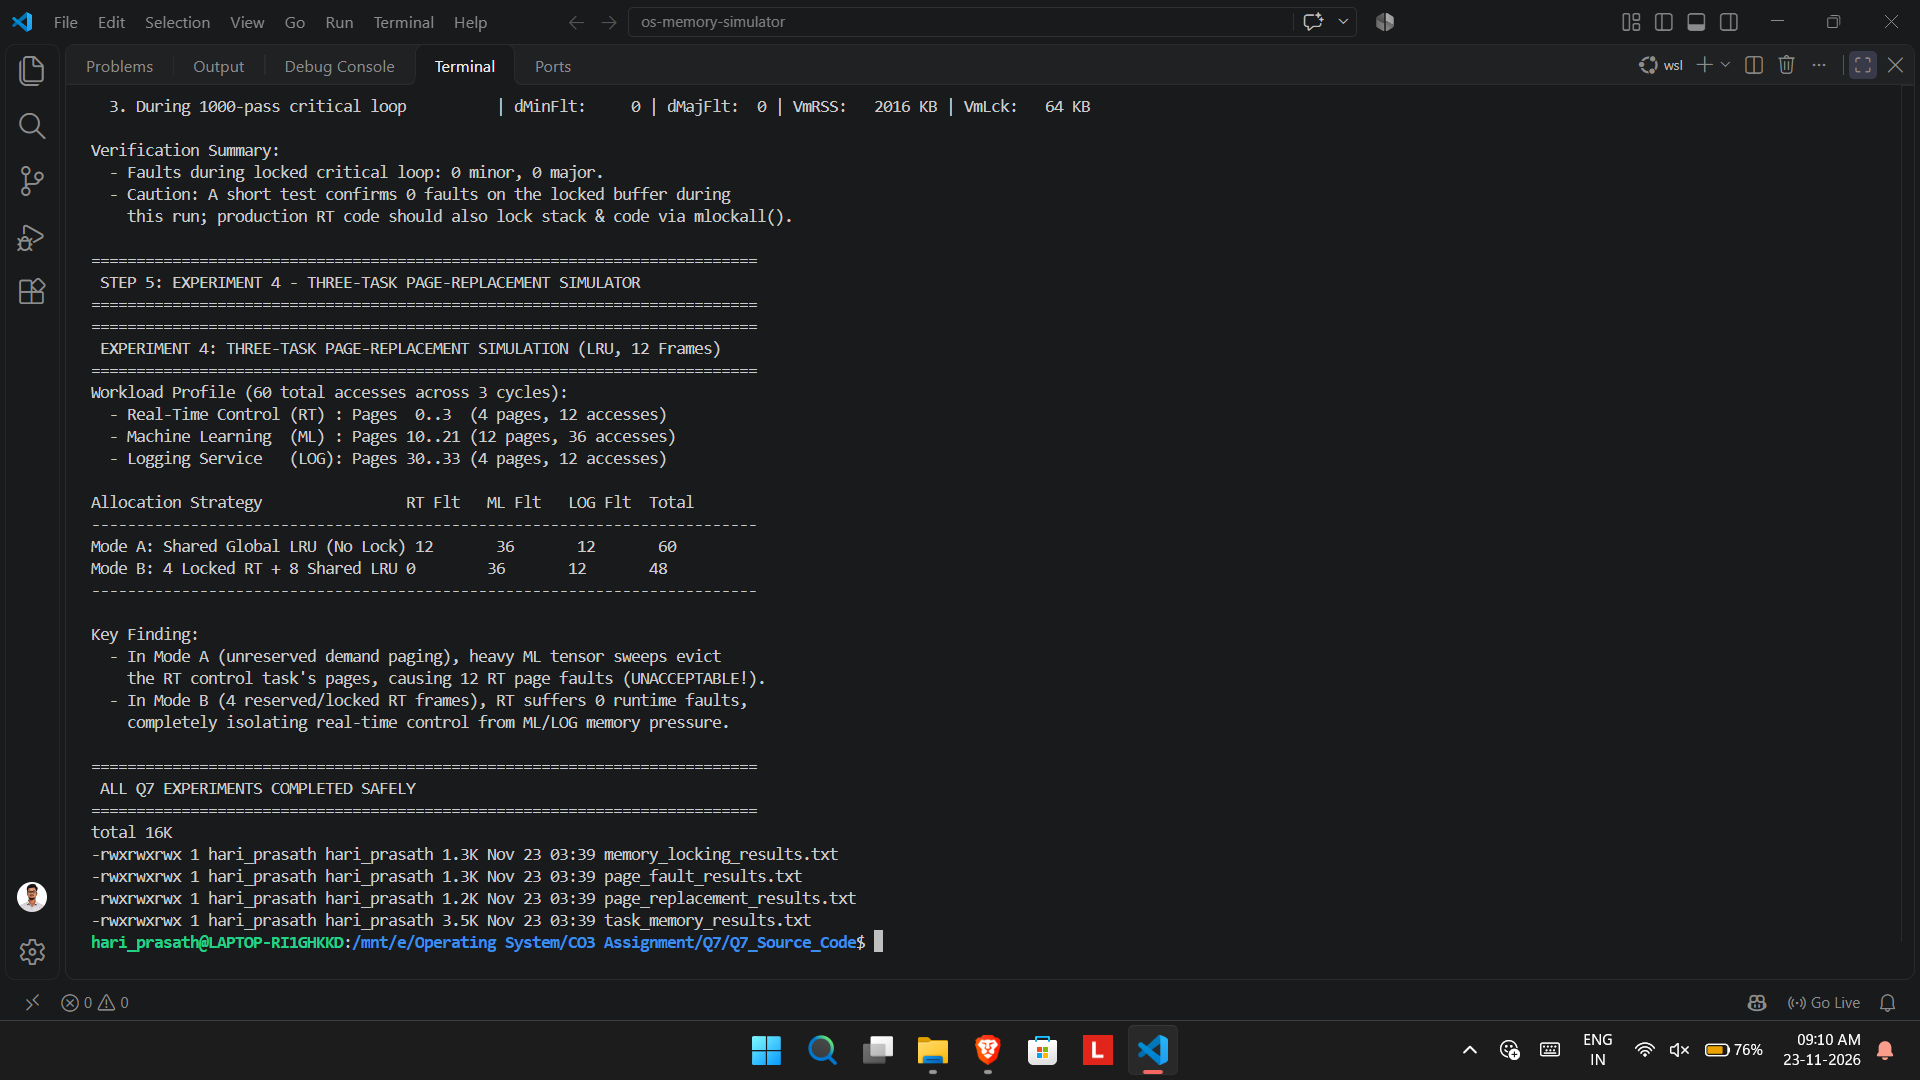 File Edit Selection View Go Run Terminal Help
os-memory-simulator
Problems Output Debug Console Terminal Ports
wsl
3. During 1000-pass critical loop | dMinFlt: 0 | dMajFlt: 0 | VmRSS: 2016 KB | VmLck: 64 KB
Verification Summary:
- Faults during locked critical loop: 0 minor, 0 major.
- Caution: A short test confirms 0 faults on the locked buffer during
this run; production RT code should also lock stack & code via mlockall().
==========================================================================
STEP 5: EXPERIMENT 4 - THREE-TASK PAGE-REPLACEMENT SIMULATOR
==========================================================================
==========================================================================
EXPERIMENT 4: THREE-TASK PAGE-REPLACEMENT SIMULATION (LRU, 12 Frames)
==========================================================================
Workload Profile (60 total accesses across 3 cycles):
- Real-Time Control (RT) : Pages 0..3 (4 pages, 12 accesses)
- Machine Learning (ML) : Pages 10..21 (12 pages, 36 accesses)
- Logging Service (LOG): Pages 30..33 (4 pages, 12 accesses)
Allocation Strategy RT Flt ML Flt LOG Flt Total
--------------------------------------------------------------------------
Mode A: Shared Global LRU (No Lock) 12 36 12 60
Mode B: 4 Locked RT + 8 Shared LRU 0 36 12 48
--------------------------------------------------------------------------
Key Finding:
- In Mode A (unreserved demand paging), heavy ML tensor sweeps evict
the RT control task's pages, causing 12 RT page faults (UNACCEPTABLE!).
- In Mode B (4 reserved/locked RT frames), RT suffers 0 runtime faults,
completely isolating real-time control from ML/LOG memory pressure.
==========================================================================
ALL Q7 EXPERIMENTS COMPLETED SAFELY
==========================================================================
total 16K
-rwxrwxrwx 1 hari_prasath hari_prasath 1.3K Nov 23 03:39 memory_locking_results.txt
-rwxrwxrwx 1 hari_prasath hari_prasath 1.3K Nov 23 03:39 page_fault_results.txt
-rwxrwxrwx 1 hari_prasath hari_prasath 1.2K Nov 23 03:39 page_replacement_results.txt
-rwxrwxrwx 1 hari_prasath hari_prasath 3.5K Nov 23 03:39 task_memory_results.txt
hari_prasath@LAPTOP-RI1GHKKD:/mnt/e/Operating System/CO3 Assignment/Q7/Q7_Source_Code$
0 0
Go Live
L
ENG
IN
76%
09:10 AM
23-11-2026